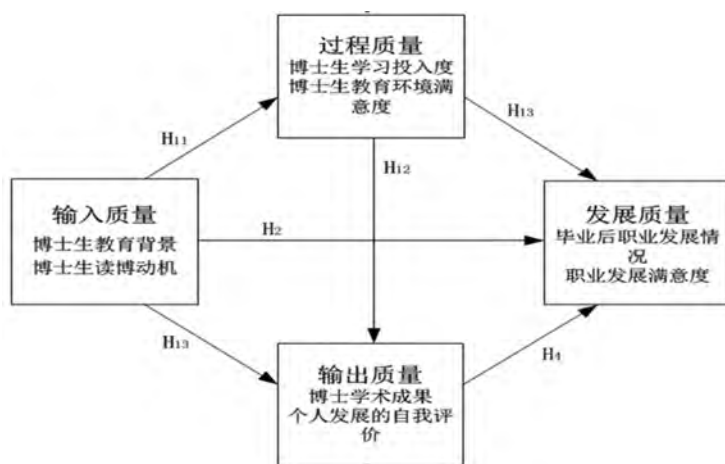 过程质量
博士生学习投入度
博士生教育环境满
意度
H11
H13
H12
输入质量
博士生教育背景
博士生读博动机
H2
发展质量
毕业后职业发展情
况
职业发展满意度
H13
H4
输出质量
博士学术成果
个人发展的自我评
价